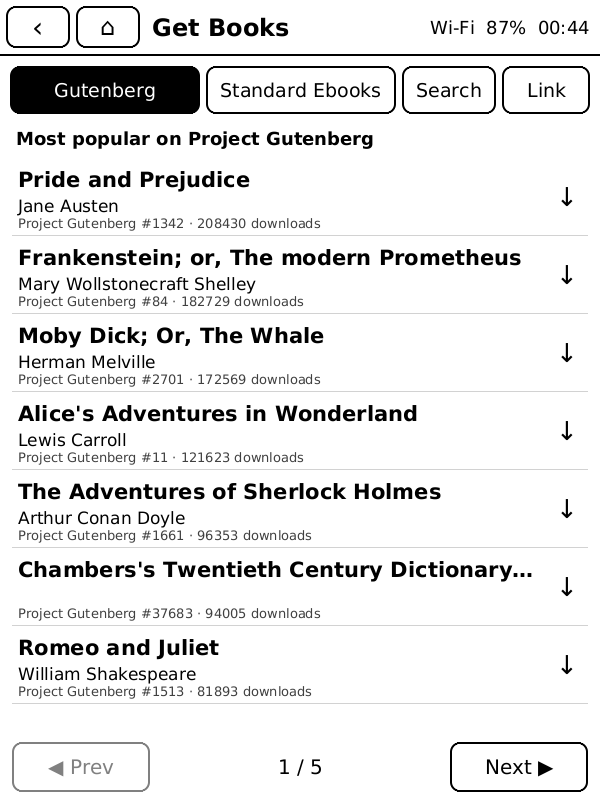 ‹ ⌂ Get Books Wi-Fi 87% 00:44
Gutenberg Standard Ebooks Search Link
Most popular on Project Gutenberg
Pride and Prejudice
Jane Austen
Project Gutenberg #1342 · 208430 downloads
↓
Frankenstein; or, The modern Prometheus
Mary Wollstonecraft Shelley
Project Gutenberg #84 · 182729 downloads
↓
Moby Dick; Or, The Whale
Herman Melville
Project Gutenberg #2701 · 172569 downloads
↓
Alice's Adventures in Wonderland
Lewis Carroll
Project Gutenberg #11 · 121623 downloads
↓
The Adventures of Sherlock Holmes
Arthur Conan Doyle
Project Gutenberg #1661 · 96353 downloads
↓
Chambers's Twentieth Century Dictionary…
Project Gutenberg #37683 · 94005 downloads
↓
Romeo and Juliet
William Shakespeare
Project Gutenberg #1513 · 81893 downloads
↓
◀ Prev 1 / 5 Next ▶